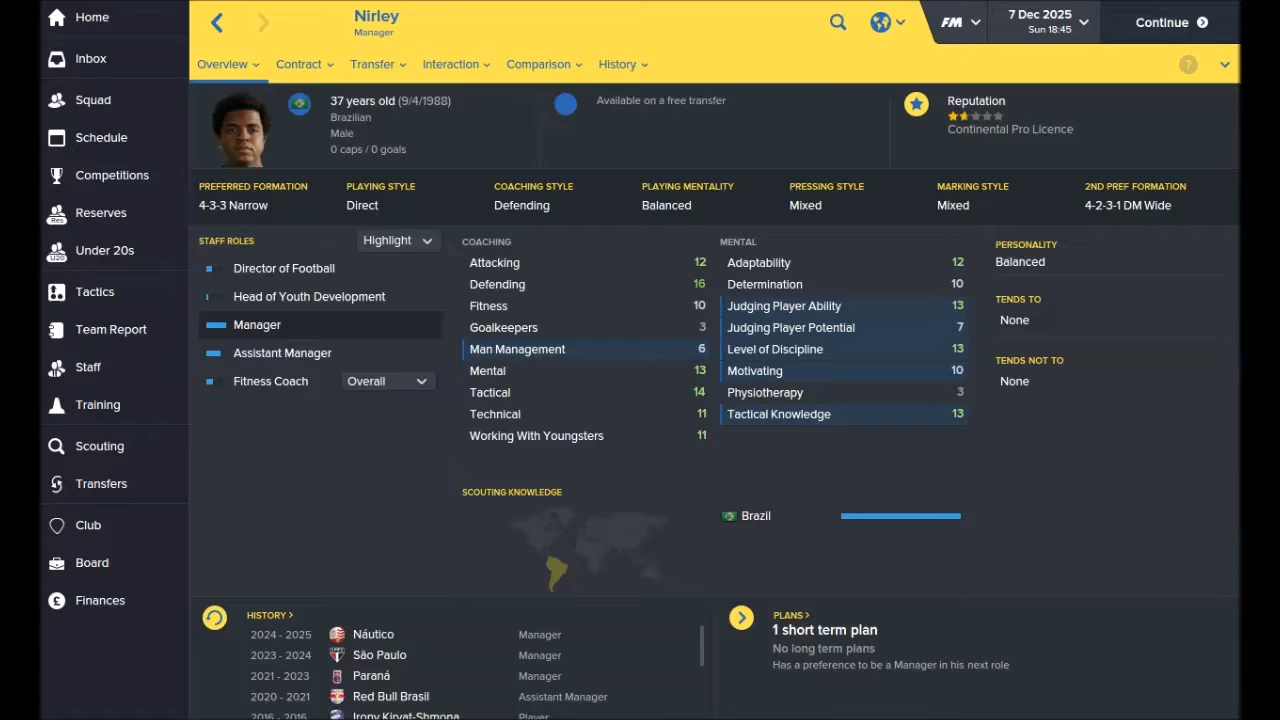 Home
Inbox
Squad
Schedule
Competitions
Reserves
Under 20s
Tactics
Team Report
Staff
Training
Scouting
Transfers
Club
Board
Finances
Nirley
Manager
FM
7 Dec 2025
Sun 18:45
Continue
Overview
Contract
Transfer
Interaction
Comparison
History
?
37 years old (9/4/1988)
Brazilian
Male
0 caps / 0 goals
Available on a free transfer
Reputation
Continental Pro Licence
PREFERRED FORMATION
4-3-3 Narrow
PLAYING STYLE
Direct
COACHING STYLE
Defending
PLAYING MENTALITY
Balanced
PRESSING STYLE
Mixed
MARKING STYLE
Mixed
2ND PREF FORMATION
4-2-3-1 DM Wide
STAFF ROLES
Highlight
Director of Football
Head of Youth Development
Manager
Assistant Manager
Fitness Coach
Overall
COACHING
Attacking 12
Defending 16
Fitness 10
Goalkeepers 3
Man Management 6
Mental 13
Tactical 14
Technical 11
Working With Youngsters 11
MENTAL
Adaptability 12
Determination 10
Judging Player Ability 13
Judging Player Potential 7
Level of Discipline 13
Motivating 10
Physiotherapy 3
Tactical Knowledge 13
PERSONALITY
Balanced
TENDS TO
None
TENDS NOT TO
None
SCOUTING KNOWLEDGE
Brazil
HISTORY >
2024 - 2025 Náutico Manager
2023 - 2024 São Paulo Manager
2021 - 2023 Paraná Manager
2020 - 2021 Red Bull Brasil Assistant Manager
2016 - 2016 Irony Kiryat-Shmona Player
PLANS >
1 short term plan
No long term plans
Has a preference to be a Manager in his next role